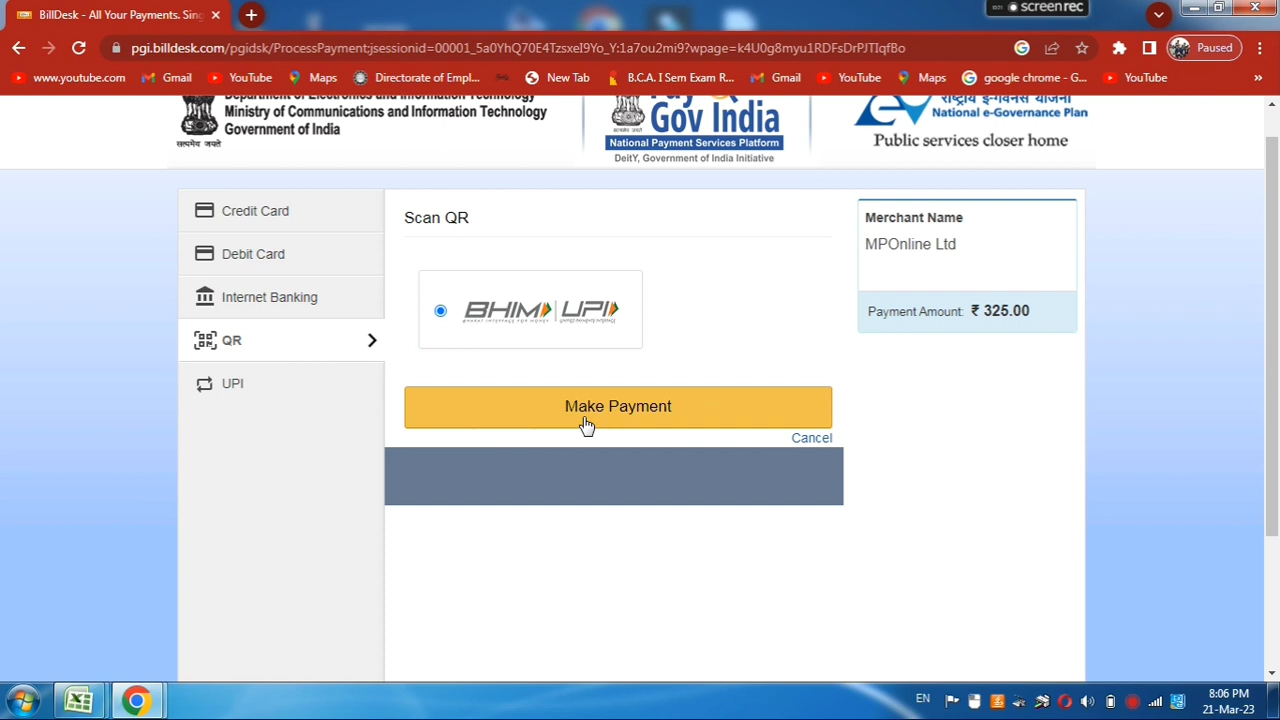 BillDesk - All Your Payments. Sing
screenrec
pgi.billdesk.com/pgidsk/ProcessPayment;jsessionid=00001_5a0YhQ70E4TzsxeI9Yo_Y:1a7ou2mi9?wpage=k4U0g8myu1RDFsDrPJTIqfBo
Paused
www.youtube.com
Gmail
YouTube
Maps
Directorate of Empl...
New Tab
B.C.A. I Sem Exam R...
Gmail
YouTube
Maps
google chrome - G...
YouTube
»
Department of Electronics and Information Technology
Ministry of Communications and Information Technology
Government of India
सत्यमेव जयते
Gov India
National Payment Services Platform
DeitY, Government of India Initiative
राष्ट्रीय ई-गवर्नेंस योजना
National e-Governance Plan
Public services closer home
Credit Card
Debit Card
Internet Banking
QR
UPI
Scan QR
BHIM UPI
Make Payment
Cancel
Merchant Name
MPOnline Ltd
Payment Amount: ₹ 325.00
EN
8:06 PM
21-Mar-23